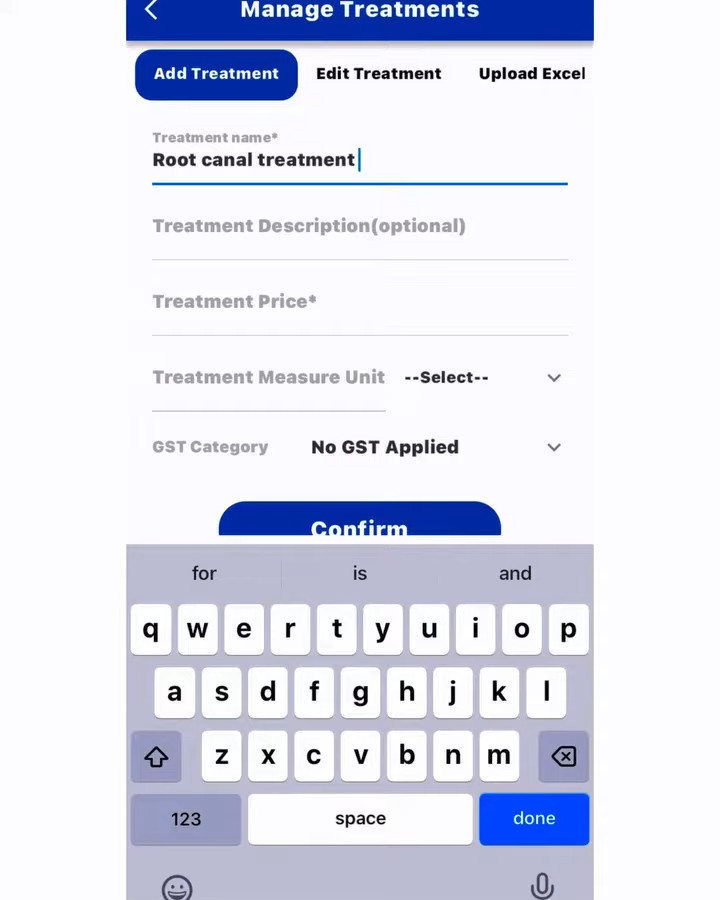 Manage Treatments
Add Treatment Edit Treatment Upload Excel
Treatment name*
Root canal treatment
Treatment Description(optional)
Treatment Price*
Treatment Measure Unit --Select--
GST Category No GST Applied
Confirm
for is and
q w e r t y u i o p
a s d f g h j k l
z x c v b n m
123 space done